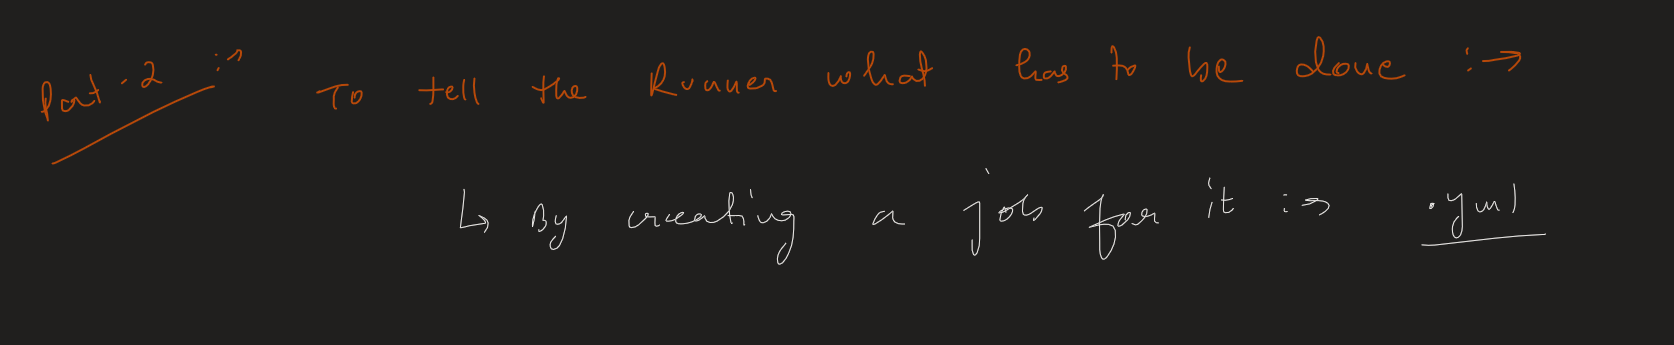 Part-2 :→ To tell the Runner what has to be done :→
↳ By creating a job for it :→ .yml